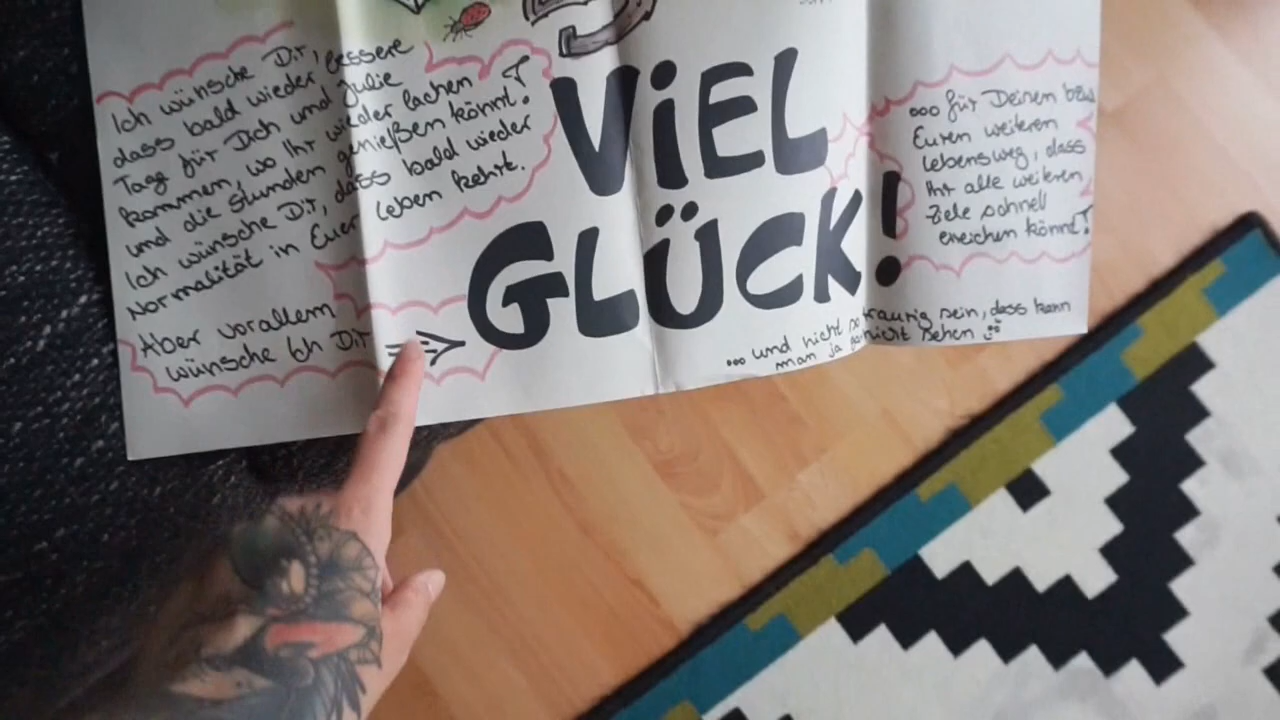 Ich wünsche Dir,
dass bald wieder bessere
Tage für Dich und Julie
kommen, wo Ihr wieder lachen
und die Stunden genießen könnt!
Ich wünsche Dir, dass bald wieder
Normalität in Euer Leben kehrt.
Aber vorallem
wünsche Ich Dir
VIEL
GLÜCK!
ooo für Deinen bzw
Euren weiteren
Lebensweg, dass
Ihr alle weiteren
Ziele schnell
erreichen könnt!
ooo und nicht so traurig sein, dass kann
man ja gar nicht sehen